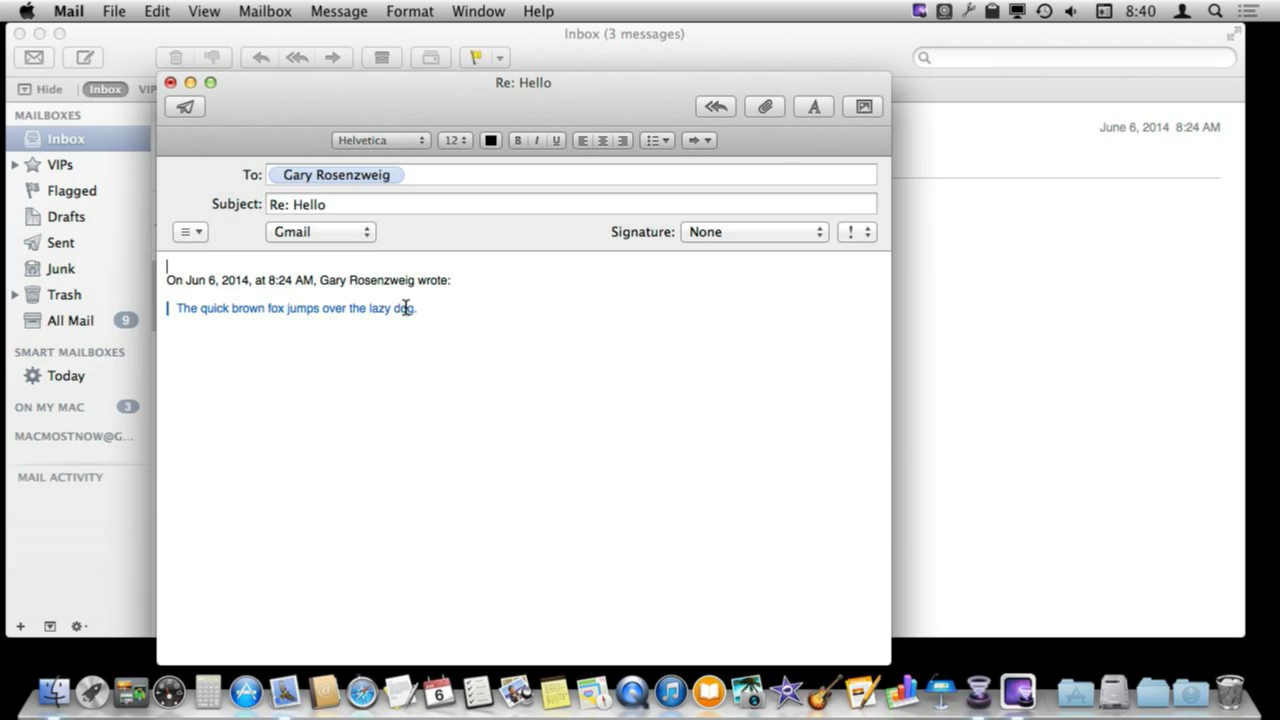 Mail File Edit View Mailbox Message Format Window Help 8:40
Inbox (3 messages)
Hide Inbox VIP
Re: Hello
MAILBOXES
June 6, 2014 8:24 AM
Inbox
Helvetica 12 B I U
VIPs
To: Gary Rosenzweig
Flagged
Subject: Re: Hello
Drafts
Gmail Signature: None !
Sent
Junk
On Jun 6, 2014, at 8:24 AM, Gary Rosenzweig wrote:
Trash
The quick brown fox jumps over the lazy dog.
All Mail 9
SMART MAILBOXES
Today
ON MY MAC 3
MACMOSTNOW@G...
MAIL ACTIVITY
6